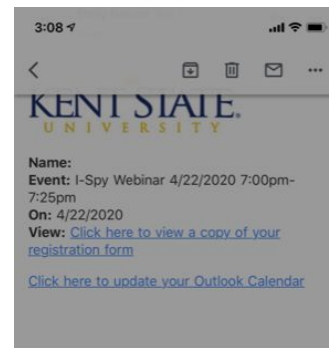 3:08
KENT STATE.
UNIVERSITY
Name:
Event: I-Spy Webinar 4/22/2020 7:00pm-
7:25pm
On: 4/22/2020
View: Click here to view a copy of your
registration form
Click here to update your Outlook Calendar